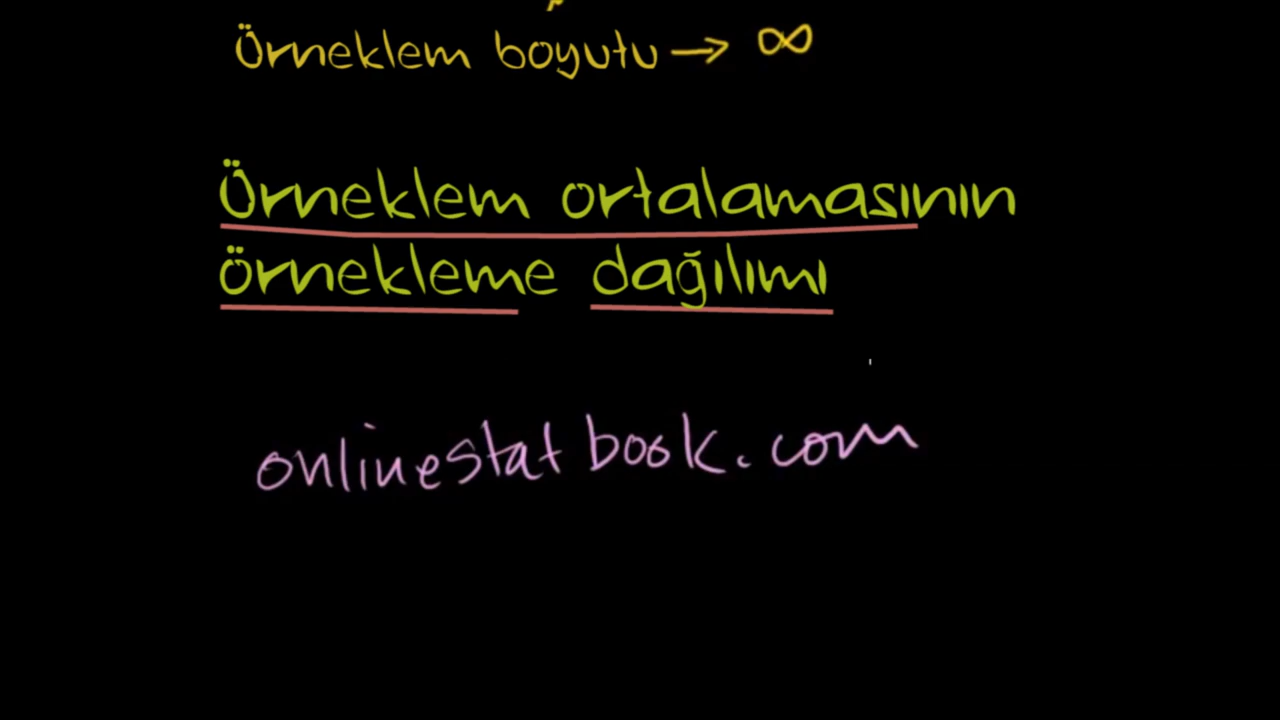 Örneklem boyutu → ∞
Örneklem ortalamasının
örnekleme dağılımı
onlinestatbook.com